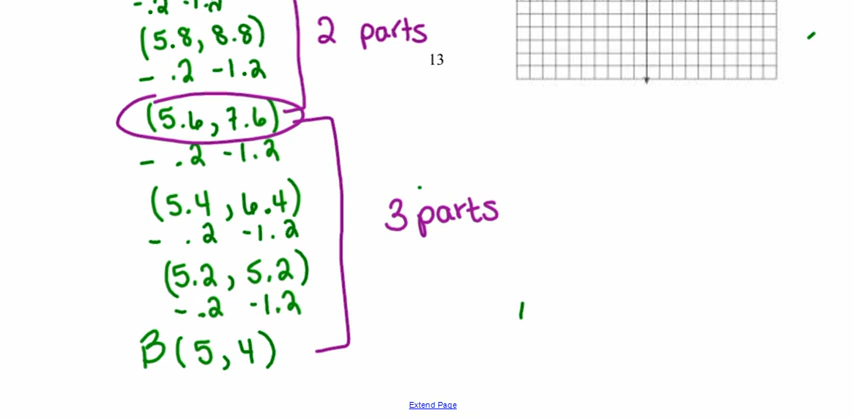 (5.8, 8.8)
2 parts
- .2 -1.2
13
(5.6, 7.6)
- .2 -1.2
(5.4, 6.4)
3 parts
- .2 -1.2
(5.2, 5.2)
- .2 -1.2
B(5, 4)
Extend Page